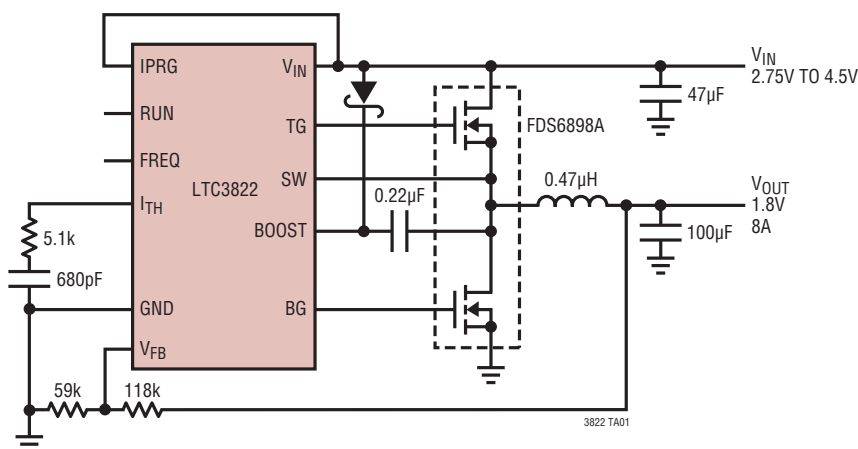 IPRG
VIN
VIN
2.75V TO 4.5V
47µF
RUN
TG
FDS6898A
FREQ
LTC3822
SW
0.22µF
0.47µH
VOUT
1.8V
8A
ITH
5.1k
BOOST
100µF
680pF
GND
BG
VFB
59k
118k
3822 TA01